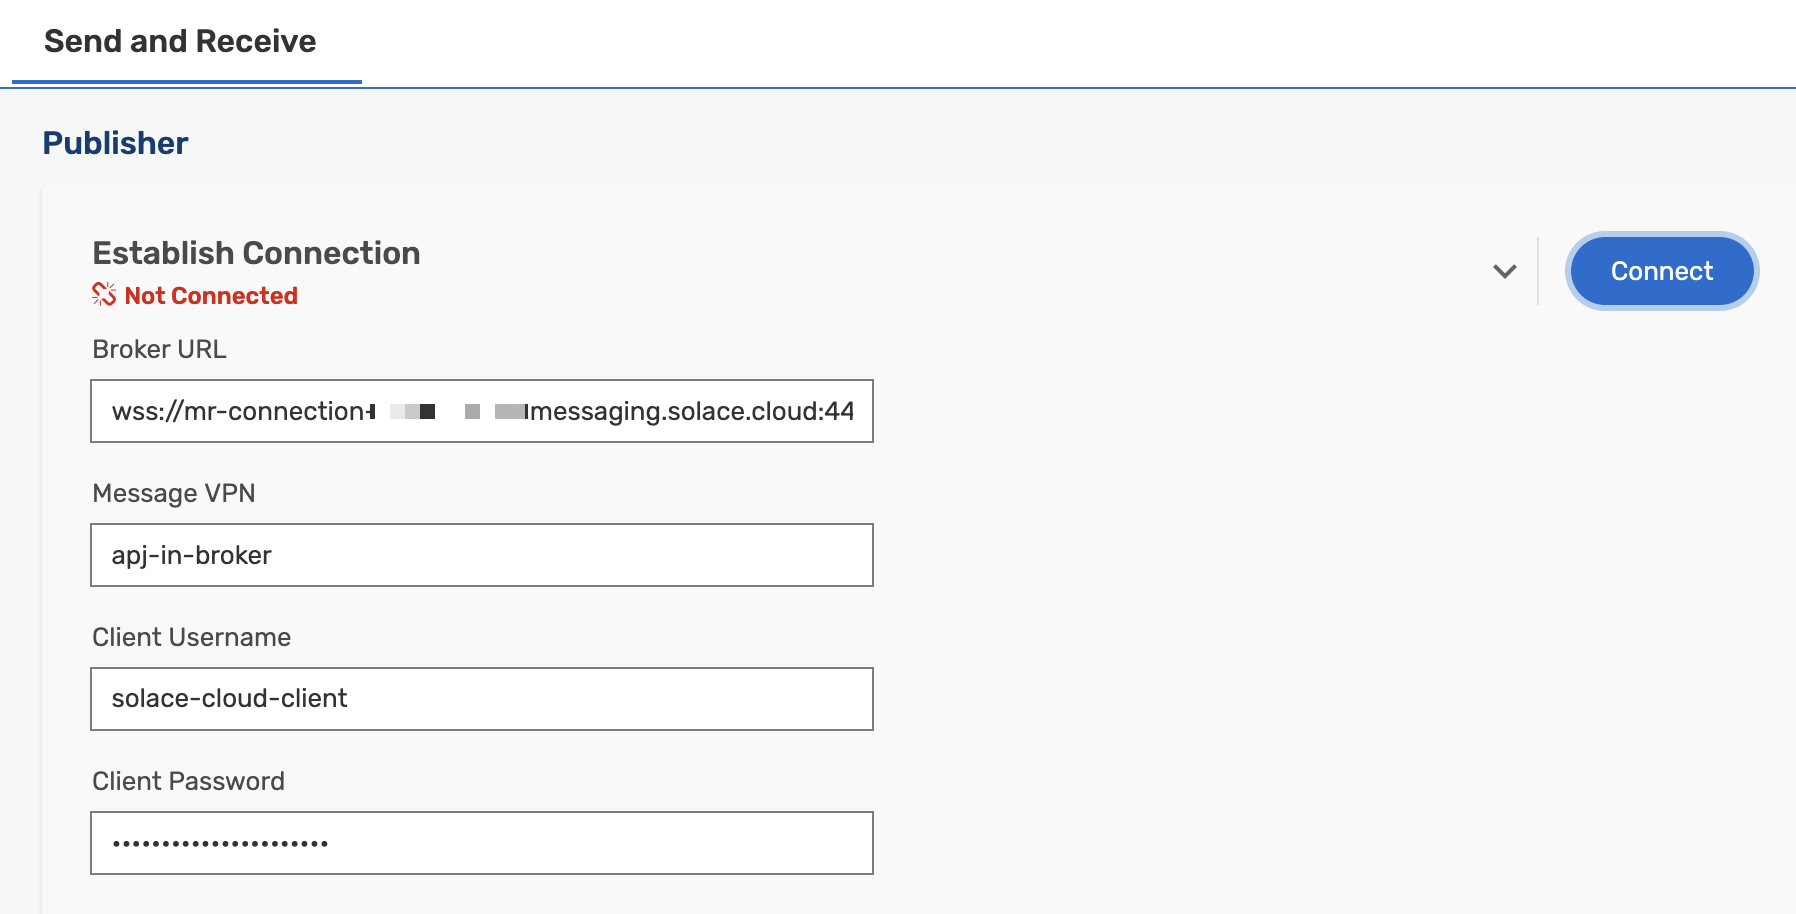 Send and Receive
Publisher
Establish Connection
Connect
Not Connected
Broker URL
wss://mr-connection- messaging.solace.cloud:44
Message VPN
apj-in-broker
Client Username
solace-cloud-client
Client Password
••••••••••••••••••••••